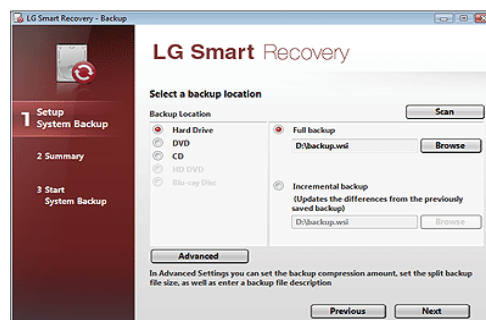 LG Smart Recovery - Backup
LG Smart Recovery
Select a backup location
1 Setup
System Backup
2 Summary
3 Start
System Backup
Backup Location
Scan
Hard Drive
DVD
CD
HD DVD
Blu-ray Disc
Full backup
D:\backup.wsi
Browse
Incremental backup
(Updates the differences from the previously
saved backup)
D:\backup.wsi
Browse
Advanced
In Advanced Settings you can set the backup compression amount, set the split backup
file size, as well as enter a backup file description
Previous
Next